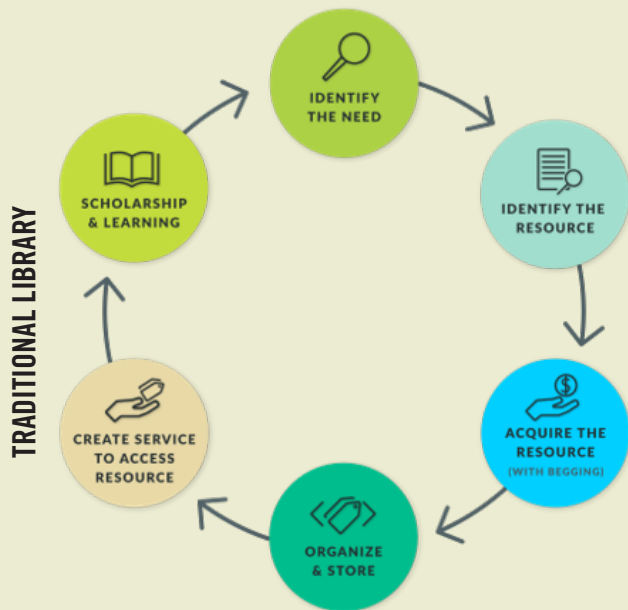 TRADITIONAL LIBRARY
IDENTIFY
THE NEED
IDENTIFY THE
RESOURCE
$
ACQUIRE THE
RESOURCE
(WITH BEGGING)
ORGANIZE
& STORE
CREATE SERVICE
TO ACCESS
RESOURCE
SCHOLARSHIP
& LEARNING